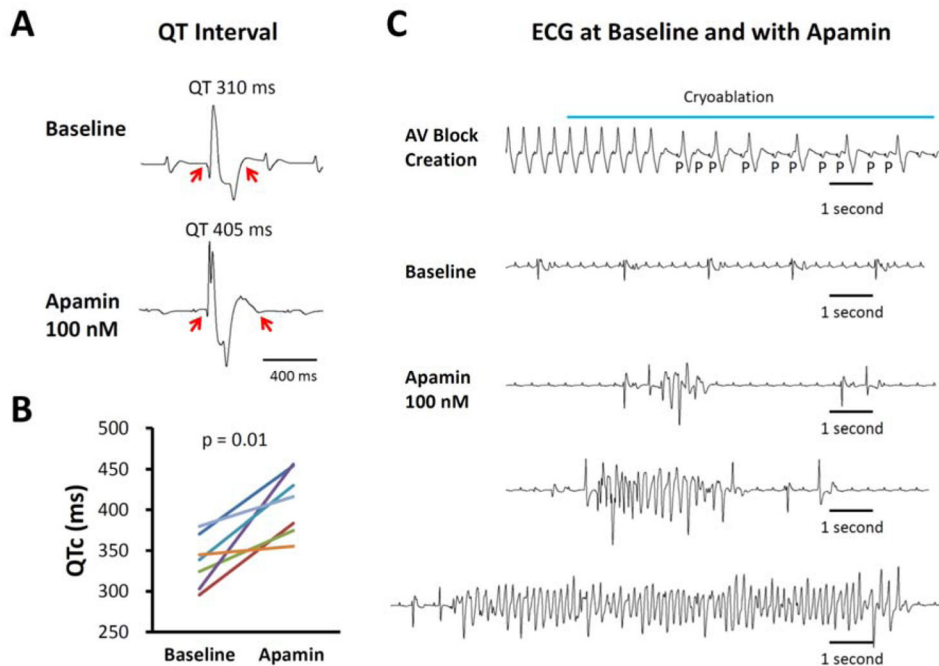 A
QT Interval
QT 310 ms
Baseline
QT 405 ms
Apamin
100 nM
400 ms
B
500
450
400
350
300
250
p = 0.01
QTc (ms)
Baseline Apamin
C
ECG at Baseline and with Apamin
Cryoablation
AV Block
Creation
P P P P P P P P P
1 second
Baseline
1 second
Apamin
100 nM
1 second
1 second
1 second